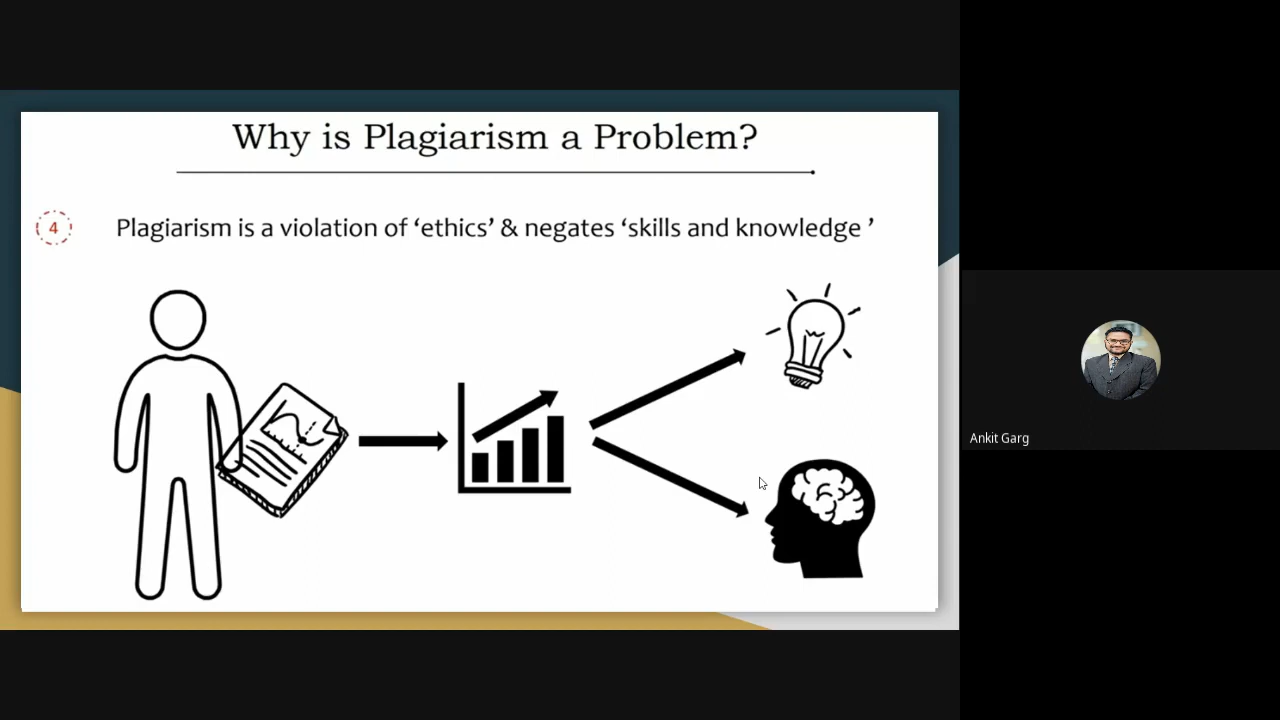 Why is Plagiarism a Problem?
4
Plagiarism is a violation of ‘ethics’ & negates ‘skills and knowledge ’
Ankit Garg